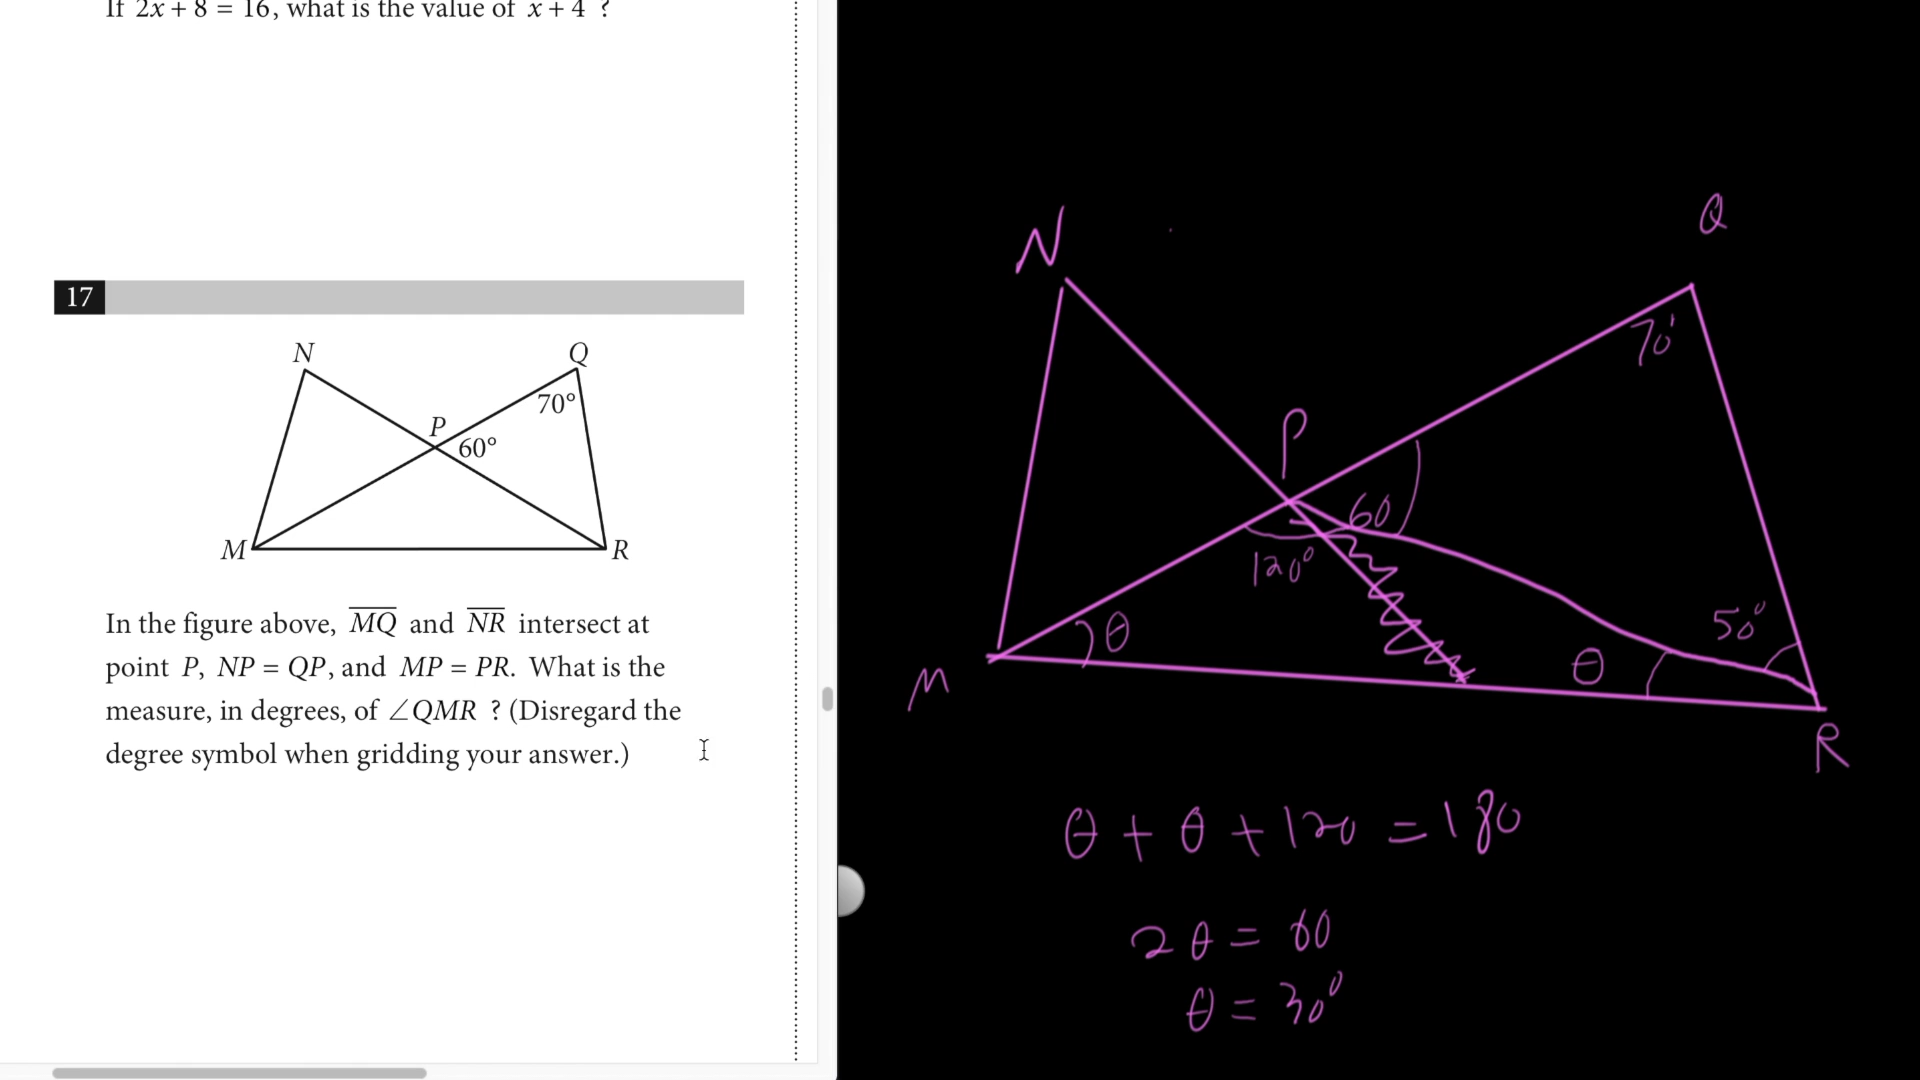 If 2x + 8 = 16, what is the value of x + 4 ?
17
N
Q
70°
P
60°
M
R
In the figure above, MQ and NR intersect at
point P, NP = QP, and MP = PR. What is the
measure, in degrees, of ∠QMR ? (Disregard the
degree symbol when gridding your answer.)
Q
N
70°
P
60
120°
50°
θ
θ
M
R
θ + θ + 120 = 180
2θ = 60
θ = 30°